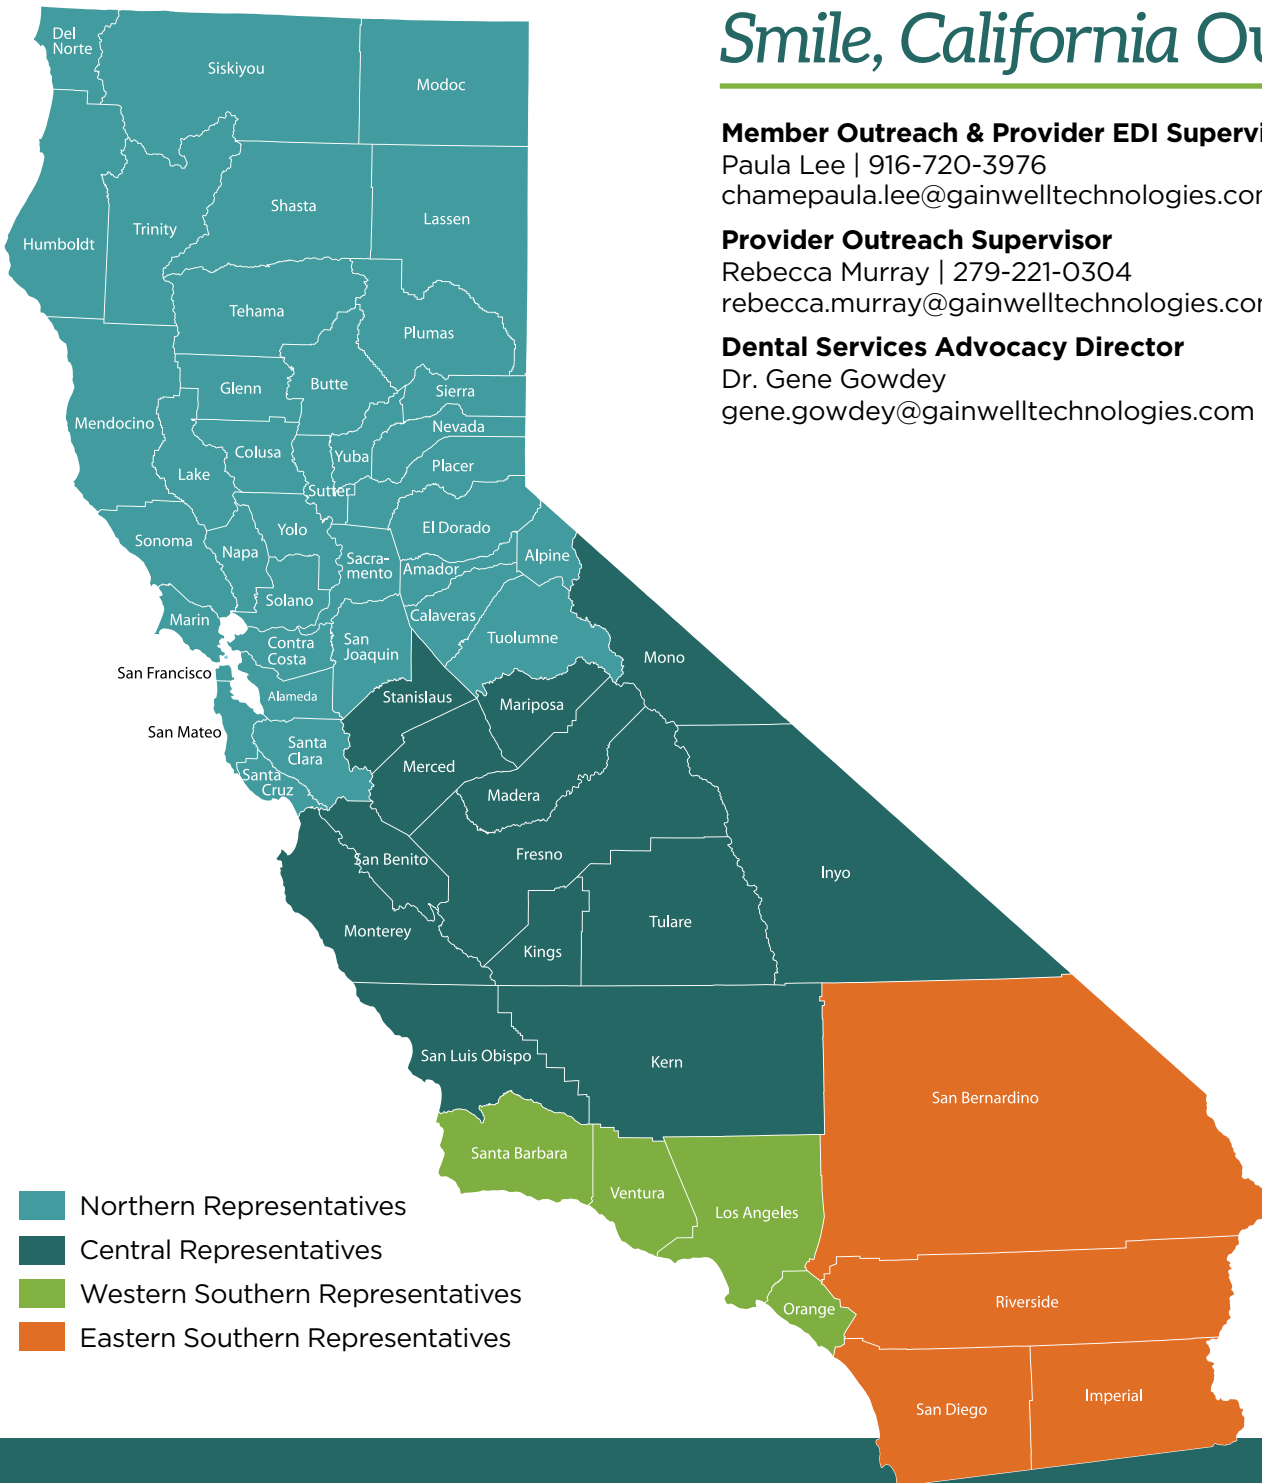 Smile, California Ou
Member Outreach & Provider EDI Supervi
Paula Lee | 916-720-3976
chamepaula.lee@gainwelltechnologies.com
Provider Outreach Supervisor
Rebecca Murray | 279-221-0304
rebecca.murray@gainwelltechnologies.com
Dental Services Advocacy Director
Dr. Gene Gowdey
gene.gowdey@gainwelltechnologies.com
Del
Norte
Siskiyou
Modoc
Humboldt
Trinity
Shasta
Lassen
Tehama
Plumas
Mendocino
Glenn
Butte
Sierra
Nevada
Lake
Colusa
Yuba
Placer
Sutter
Sonoma
Napa
Yolo
El Dorado
Sacra-
mento
Amador
Alpine
Solano
Marin
Calaveras
Contra
Costa
San
Joaquin
Tuolumne
Mono
San Francisco
Alameda
Stanislaus
Mariposa
San Mateo
Santa
Clara
Merced
Santa
Cruz
Madera
San Benito
Fresno
Inyo
Monterey
Kings
Tulare
San Luis Obispo
Kern
San Bernardino
Santa Barbara
Ventura
Los Angeles
Orange
Riverside
San Diego
Imperial
Northern Representatives
Central Representatives
Western Southern Representatives
Eastern Southern Representatives